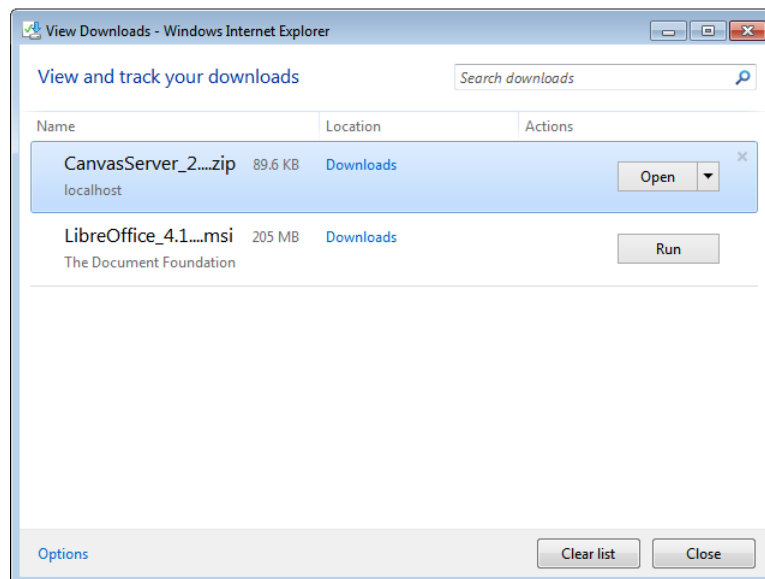 View Downloads - Windows Internet Explorer
View and track your downloads
Search downloads
Name Location Actions
CanvasServer_2....zip 89.6 KB Downloads Open
localhost
LibreOffice_4.1....msi 205 MB Downloads Run
The Document Foundation
Options Clear list Close